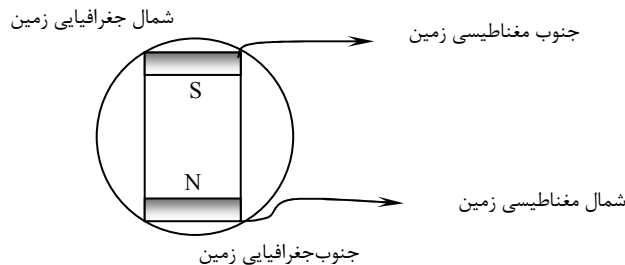 شمال جغرافیایی زمین
جنوب مغناطیسی زمین
S
N
شمال مغناطیسی زمین
جنوب‌جغرافیایی زمین